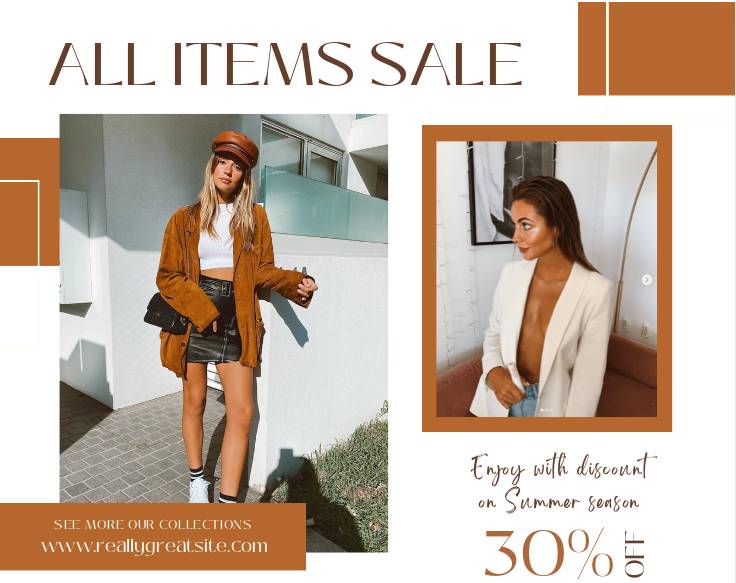 ALL ITEMS SALE
Enjoy with discount
on Summer season
30% OFF
SEE MORE OUR COLLECTIONS
www.reallygreatsite.com